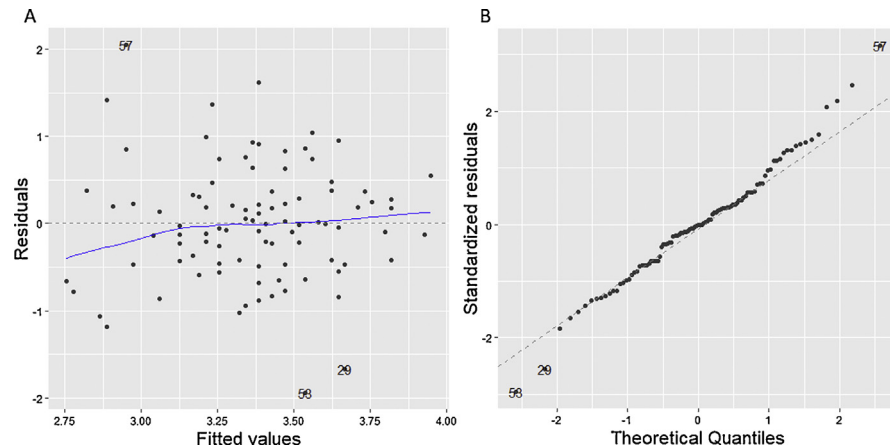 A
57
2
1
0
-1
-2
29
58
2.75 3.00 3.25 3.50 3.75 4.00
Fitted values
Residuals
B
57
2
0
-2
29
58
-2 -1 0 1 2
Theoretical Quantiles
Standardized residuals